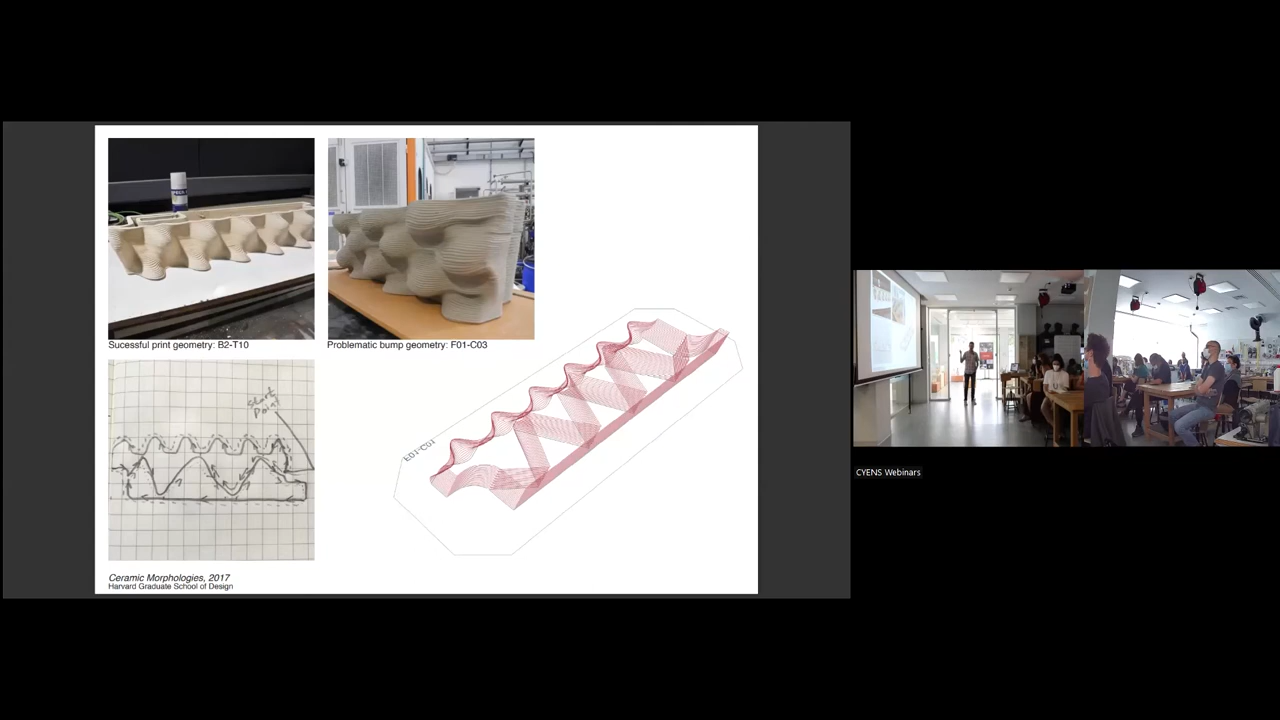 Sucessful print geometry: B2-T10
Problematic bump geometry: F01-C03
Start
Point
E01-C01
Ceramic Morphologies, 2017
Harvard Graduate School of Design
CYENS Webinars